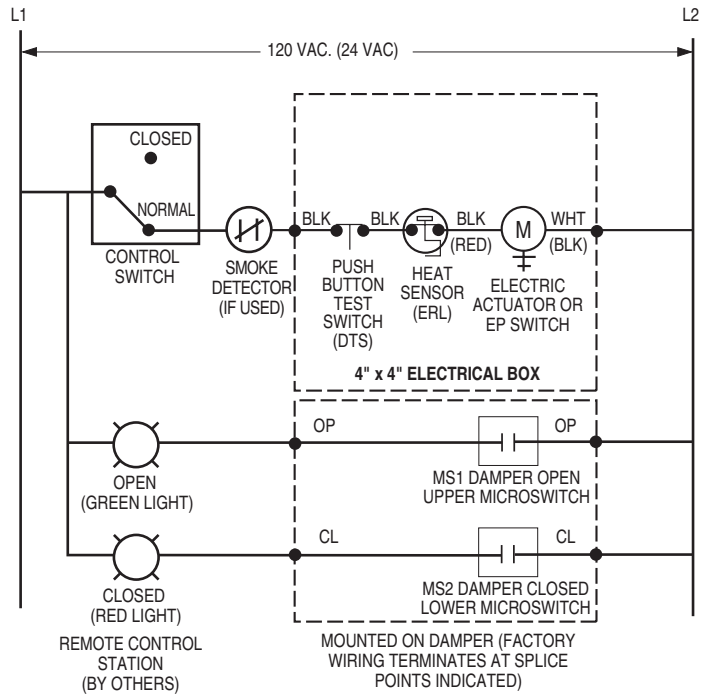 L1
L2
120 VAC. (24 VAC)
CLOSED
NORMAL
CONTROL
SWITCH
SMOKE
DETECTOR
(IF USED)
BLK
PUSH
BUTTON
TEST
SWITCH
(DTS)
BLK
HEAT
SENSOR
(ERL)
BLK
(RED)
M
WHT
(BLK)
ELECTRIC
ACTUATOR OR
EP SWITCH
4" x 4" ELECTRICAL BOX
OPEN
(GREEN LIGHT)
OP
OP
MS1 DAMPER OPEN
UPPER MICROSWITCH
CLOSED
(RED LIGHT)
CL
CL
MS2 DAMPER CLOSED
LOWER MICROSWITCH
REMOTE CONTROL
STATION
(BY OTHERS)
MOUNTED ON DAMPER (FACTORY
WIRING TERMINATES AT SPLICE
POINTS INDICATED)